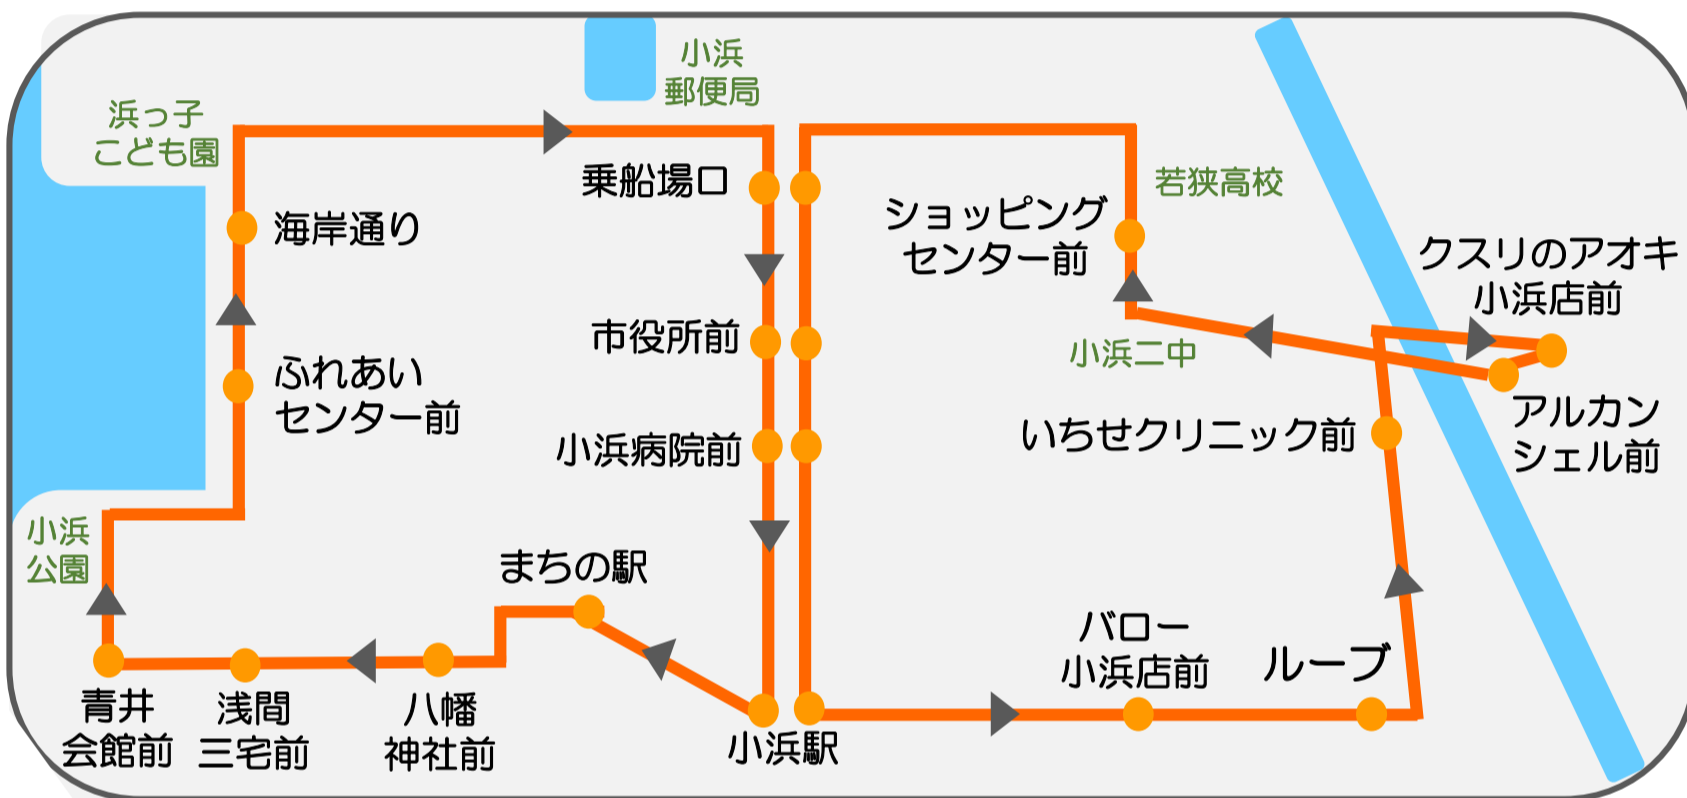 小浜
郵便局
浜っ子
こども園
乗船場口
若狭高校
ショッピング
センター前
海岸通り
クスリのアオキ
小浜店前
市役所前
小浜二中
ふれあい
センター前
アルカン
シェル前
いちせクリニック前
小浜病院前
小浜
公園
まちの駅
バロー
小浜店前
ループ
青井
会館前
浅間
三宅前
八幡
神社前
小浜駅